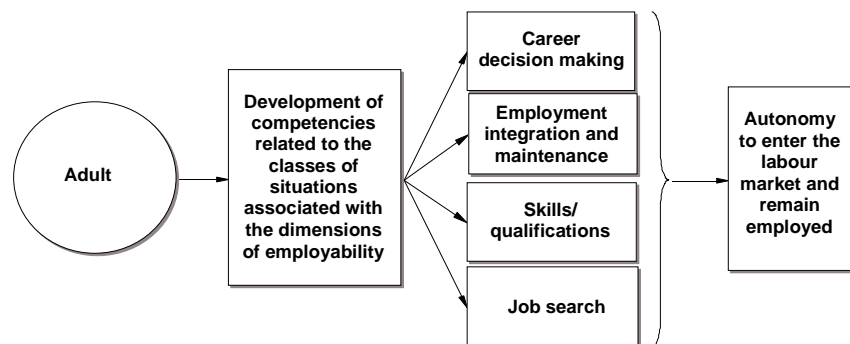 Adult
Development of
competencies
related to the
classes of
situations
associated with
the dimensions
of employability
Career
decision making
Employment
integration and
maintenance
Skills/
qualifications
Job search
Autonomy
to enter the
labour
market and
remain
employed